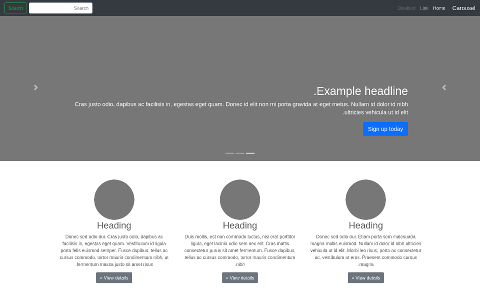 Carousel
Home
Link
Disabled
Search
Search
Example headline.
Cras justo odio, dapibus ac facilisis in, egestas eget quam. Donec id elit non mi porta gravida at eget metus. Nullam id dolor id nibh
ultricies vehicula ut id elit.
Sign up today
Heading
Donec sed odio dui. Etiam porta sem malesuada
magna mollis euismod. Nullam id dolor id nibh ultricies
vehicula ut id elit. Morbi leo risus, porta ac consectetur
ac, vestibulum at eros. Praesent commodo cursus
magna.
View details »
Heading
Duis mollis, est non commodo luctus, nisi erat porttitor
ligula, eget lacinia odio sem nec elit. Cras mattis
consectetur purus sit amet fermentum. Fusce dapibus,
tellus ac cursus commodo, tortor mauris condimentum
nibh.
View details »
Heading
Donec sed odio dui. Cras justo odio, dapibus ac
facilisis in, egestas eget quam. Vestibulum id ligula
porta felis euismod semper. Fusce dapibus, tellus ac
cursus commodo, tortor mauris condimentum nibh, ut
fermentum massa justo sit amet risus.
View details »